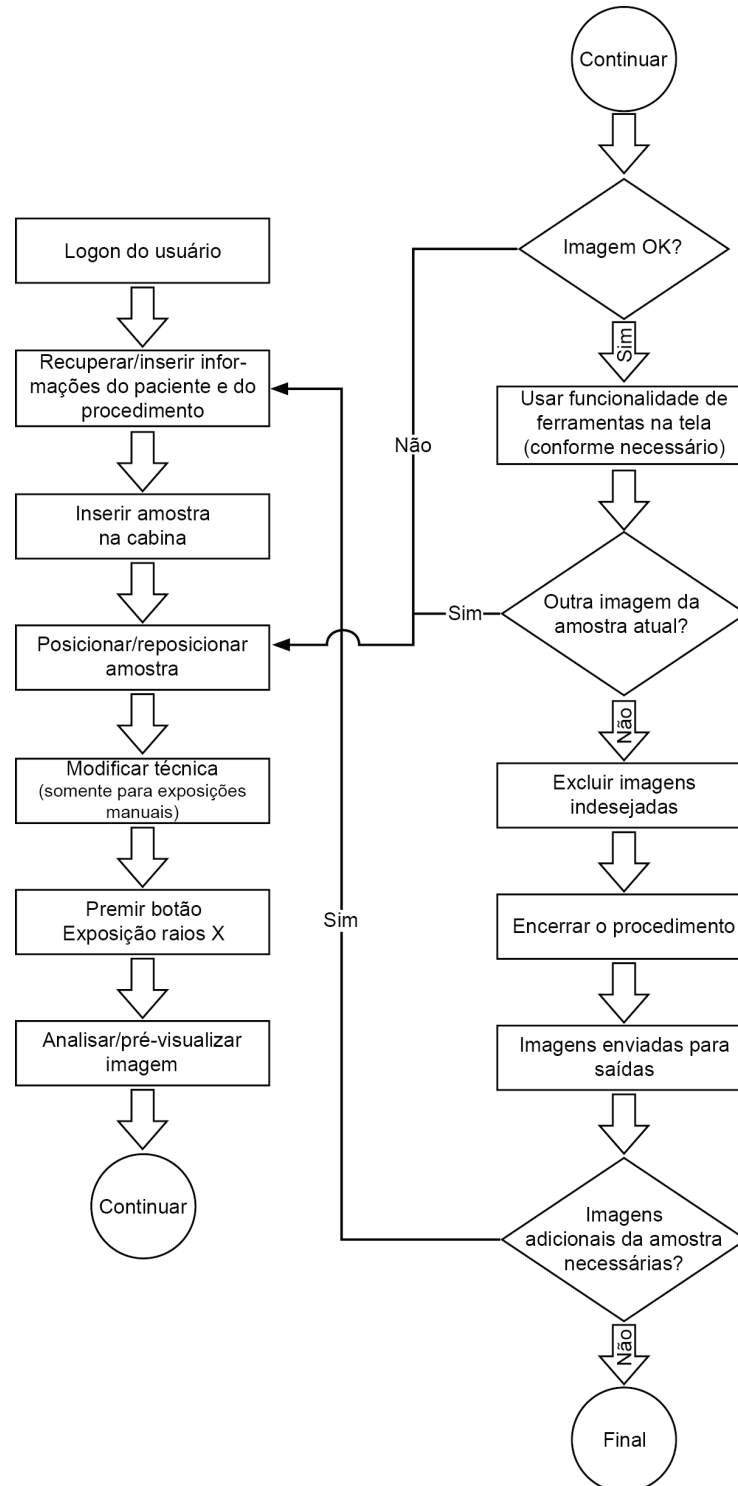 Logon do usuário
Recuperar/inserir infor-
mações do paciente e do
procedimento
Inserir amostra
na cabina
Posicionar/reposicionar
amostra
Modificar técnica
(somente para exposições
manuais)
Premir botão
Exposição raios X
Analisar/pré-visualizar
imagem
Continuar
Continuar
Imagem OK?
Não
Sim
Usar funcionalidade de
ferramentas na tela
(conforme necessário)
Outra imagem da
amostra atual?
Sim
Não
Excluir imagens
indesejadas
Encerrar o procedimento
Imagens enviadas para
saídas
Imagens
adicionais da amostra
necessárias?
Sim
Não
Final